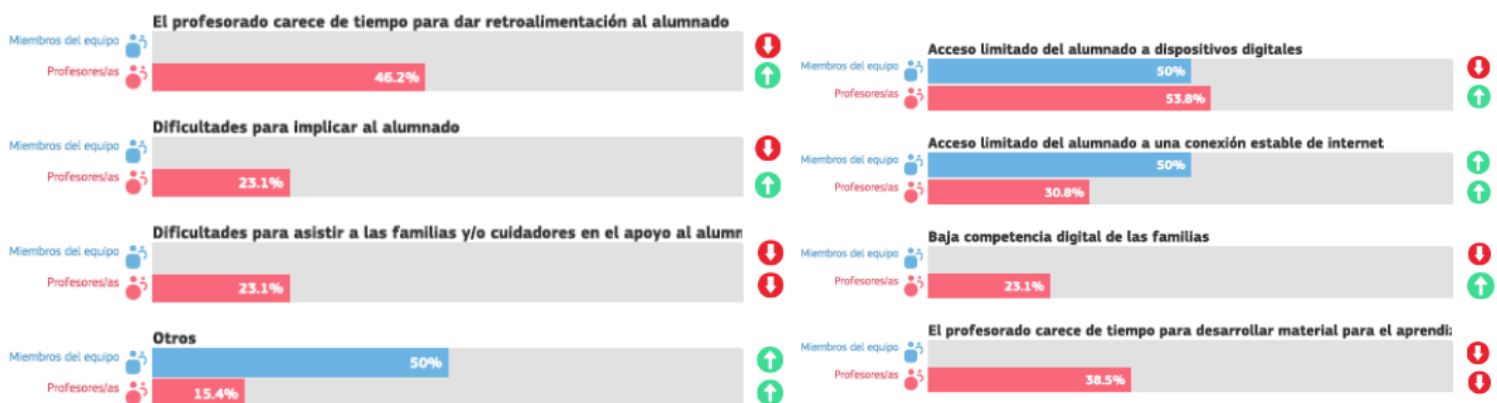 El profesorado carece de tiempo para dar retroalimentación al alumnado
Miembros del equipo
Profesores/as
46.2%
Dificultades para implicar al alumnado
Miembros del equipo
Profesores/as
23.1%
Dificultades para asistir a las familias y/o cuidadores en el apoyo al alumn
Miembros del equipo
Profesores/as
23.1%
Otros
Miembros del equipo
50%
Profesores/as
15.4%
Acceso limitado del alumnado a dispositivos digitales
Miembros del equipo
50%
Profesores/as
53.8%
Acceso limitado del alumnado a una conexión estable de internet
Miembros del equipo
50%
Profesores/as
30.8%
Baja competencia digital de las familias
Miembros del equipo
Profesores/as
23.1%
El profesorado carece de tiempo para desarrollar material para el aprendi
Miembros del equipo
Profesores/as
38.5%